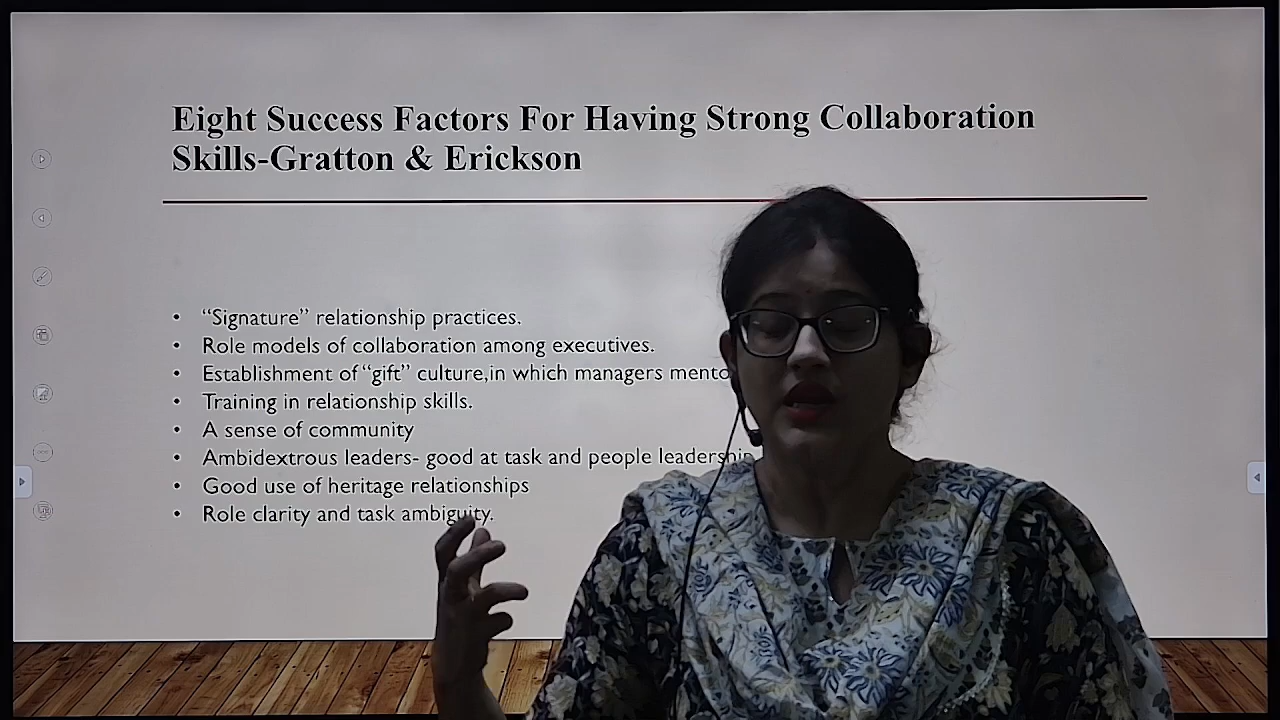 Eight Success Factors For Having Strong Collaboration
Skills-Gratton & Erickson
• “Signature” relationship practices.
• Role models of collaboration among executives.
• Establishment of “gift” culture,in which managers
• Training in relationship skills.
• A sense of community
• Ambidextrous leaders- good at task and people leadership
• Good use of heritage relationships
• Role clarity and task ambiguity.